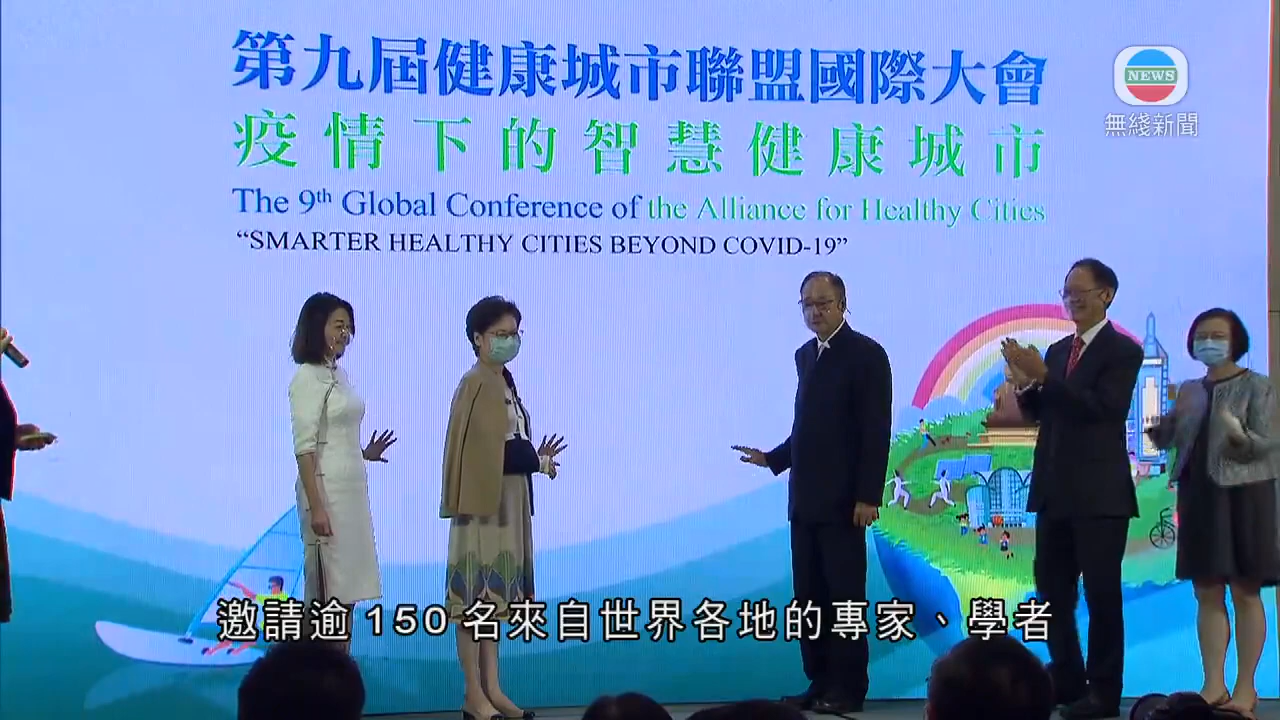 第九屆健康城市聯盟國際大會
疫情下的智慧健康城市
The 9th Global Conference of the Alliance for Healthy Cities
“SMARTER HEALTHY CITIES BEYOND COVID-19”
NEWS
無綫新聞
邀請逾150名來自世界各地的專家、學者